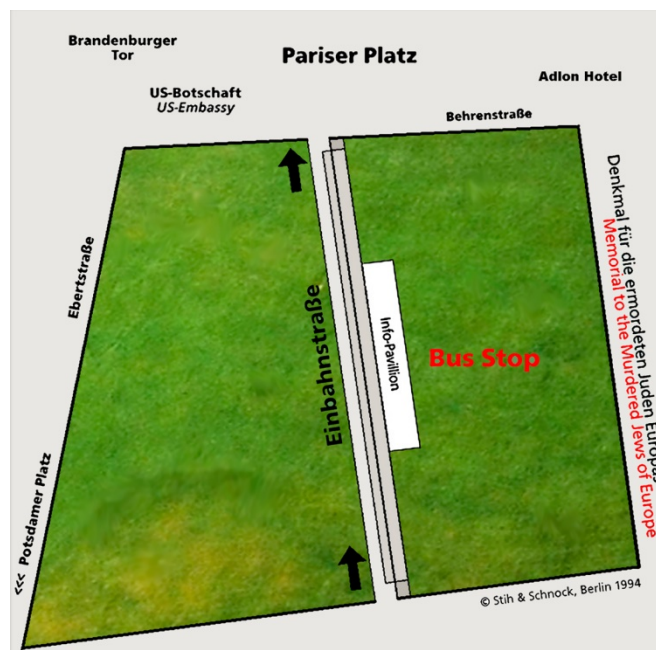 Brandenburger
Tor
Pariser Platz
Adlon Hotel
US-Botschaft
US-Embassy
Behrenstraße
Ebertstraße
<<< Potsdamer Platz
Einbahnstraße
Info-Pavillion
Bus Stop
Denkmal für die ermordeten Juden Europas
Memorial to the Murdered Jews of Europe
© Stih & Schnock, Berlin 1994